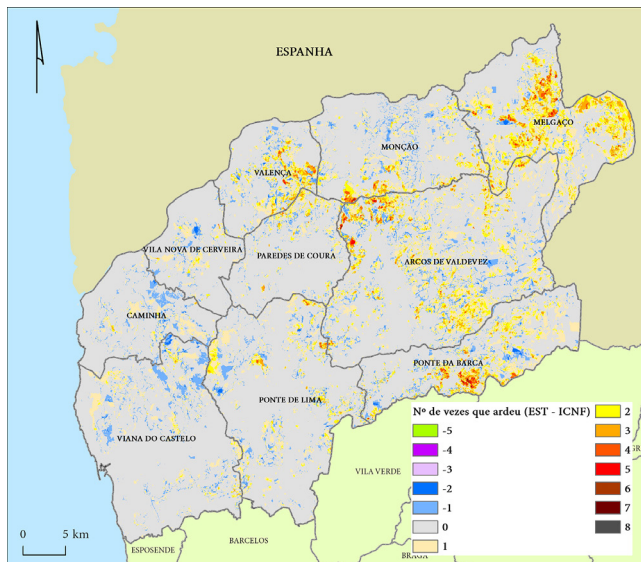 ESPANHA
MELGAÇO
MONÇÃO
VALENÇA
VILA NOVA DE CERVEIRA
PAREDES DE COURA
ARCOS DE VALDEVEZ
CAMINHA
PONTE DA BARCA
PONTE DE LIMA
VIANA DO CASTELO
Nº de vezes que ardeu (EST - ICNF)
-5
-4
-3
-2
-1
0
1
2
3
4
5
6
7
8
VILA VERDE
GR
BARCELOS
ESPOSENDE
BRAGA
0 5 km